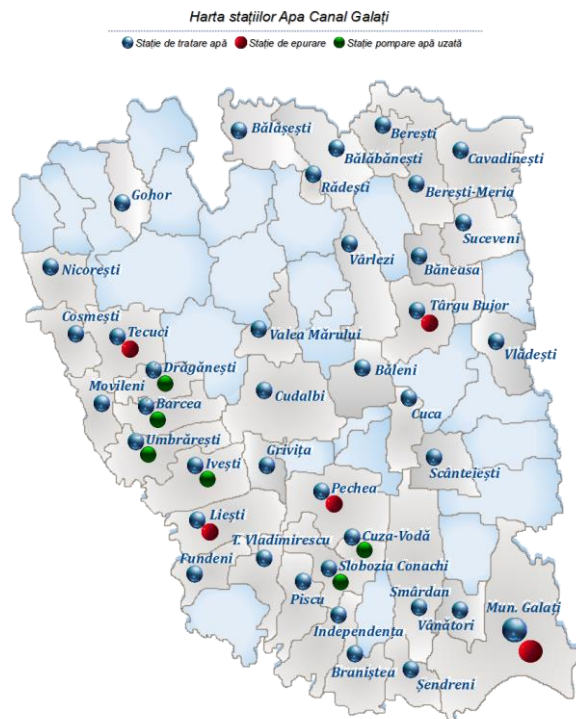 Harta stațiilor Apa Canal Galați
Stație de tratare apă Stație de epurare Stație pompare apă uzată
Berești
Bălășești
Bălăbănești
Cavadinești
Rădești
Berești-Meria
Gohor
Suceveni
Vârlezi
Băneasa
Nicorești
Târgu Bujor
Cosmești
Tecuci
Valea Mărului
Vlădești
Drăgănești
Băleni
Movileni
Cudalbi
Barcea
Cuca
Umbrărești
Grivița
Ivești
Scânteiești
Pechea
Liești
T. Vladimirescu
Cuza-Vodă
Fundeni
Slobozia Conachi
Piscu
Smârdan
Mun. Galați
Independența
Vânători
Braniștea
Șendreni